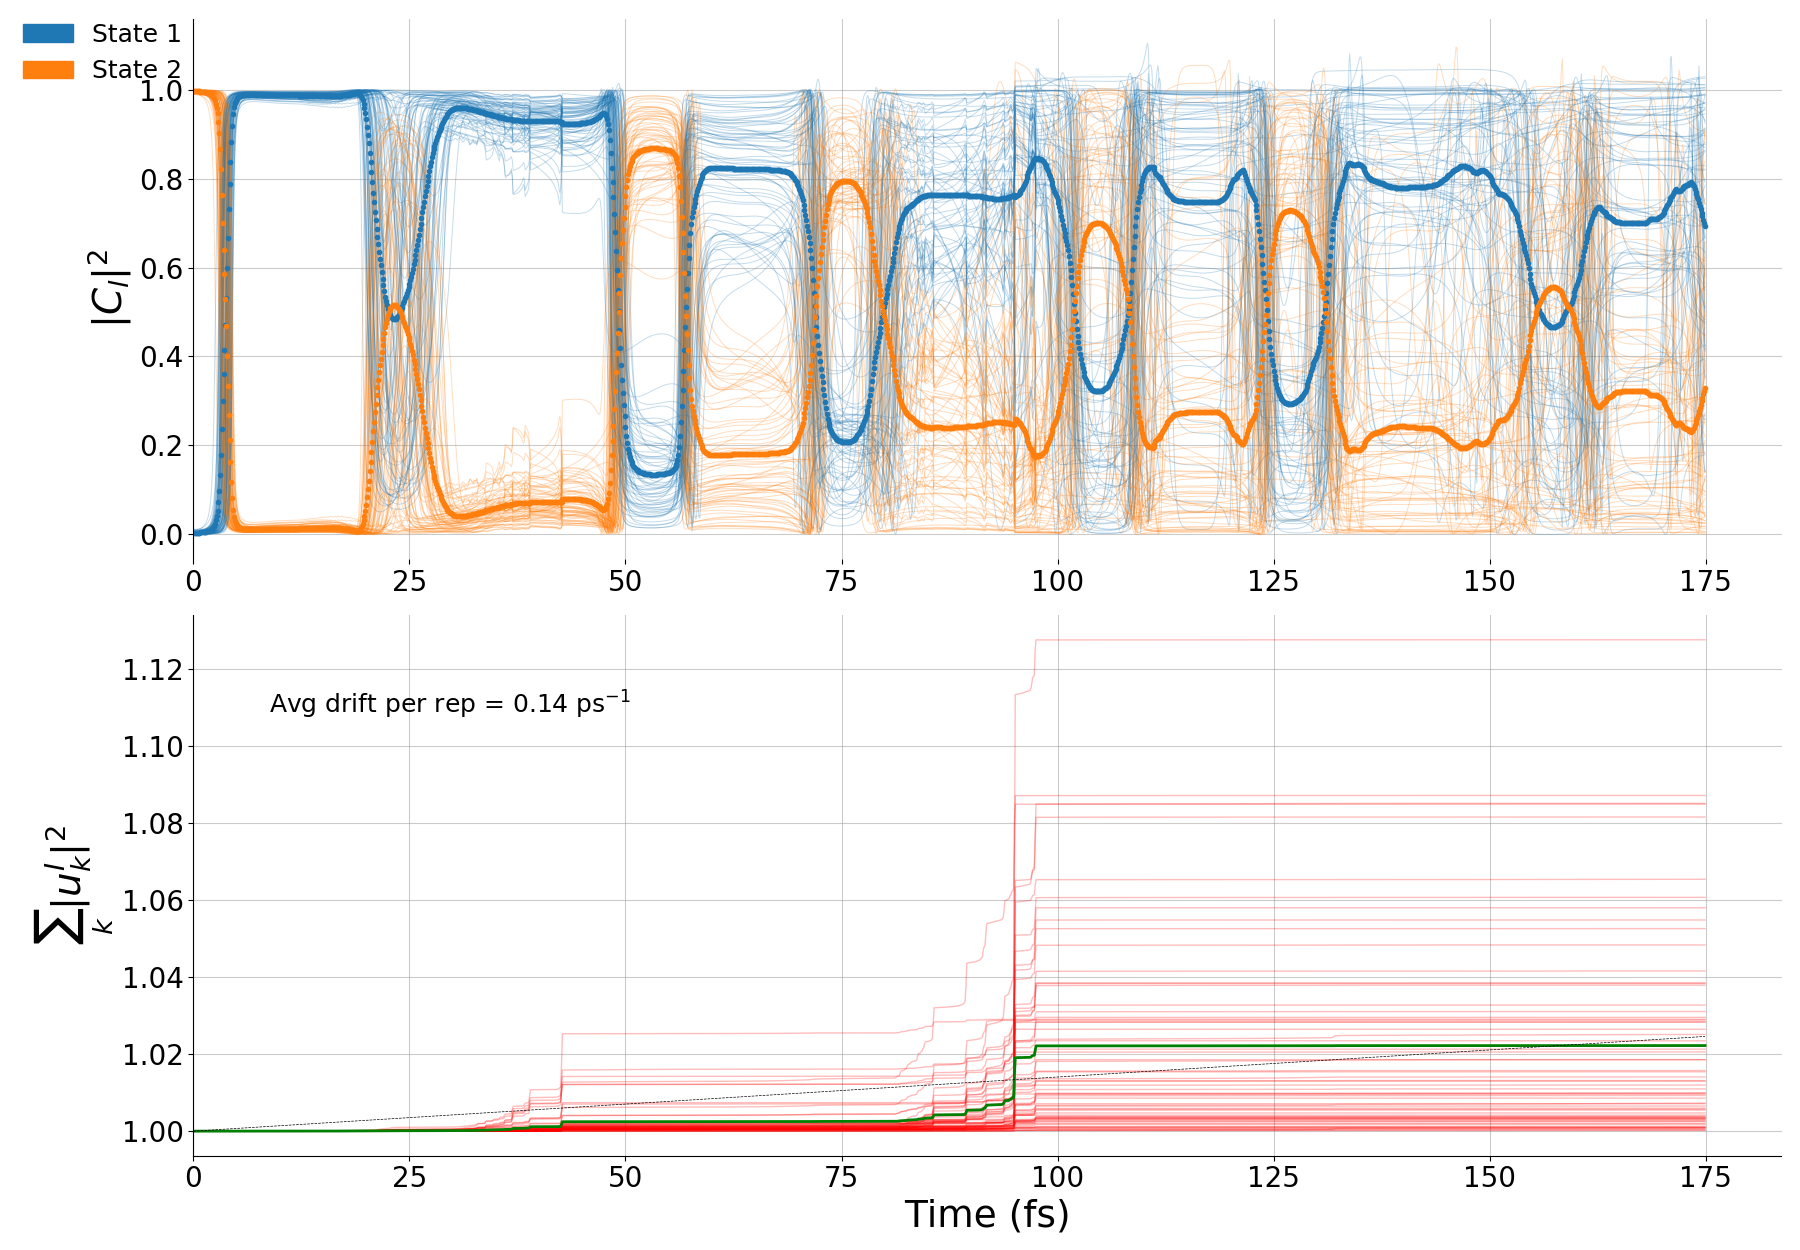 State 1
State 2
|C_l|^2
1.0
0.8
0.6
0.4
0.2
0.0
0 25 50 75 100 125 150 175
Avg drift per rep = 0.14 ps^{-1}
\sum_k |u_k^l|^2
1.12
1.10
1.08
1.06
1.04
1.02
1.00
0 25 50 75 100 125 150 175
Time (fs)